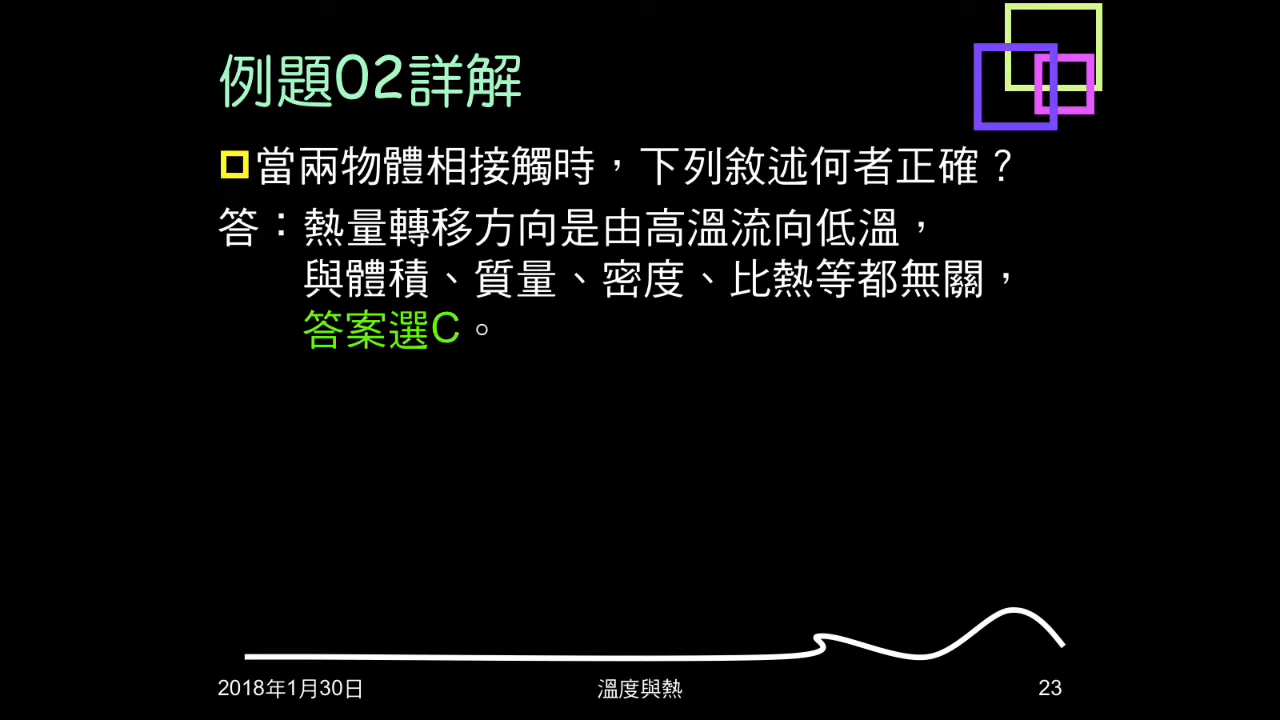 例題02詳解
當兩物體相接觸時，下列敘述何者正確？
答：熱量轉移方向是由高溫流向低溫，
與體積、質量、密度、比熱等都無關，
答案選C。
2018年1月30日
溫度與熱
23